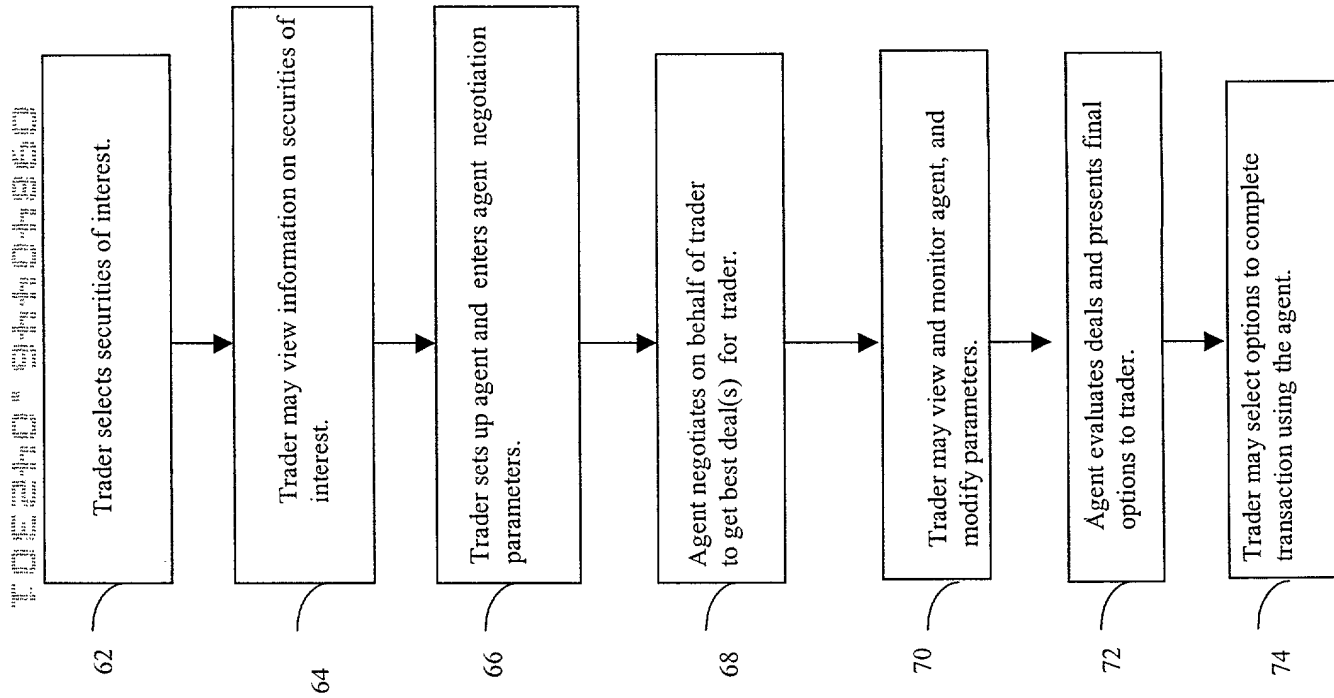 62
Trader selects securities of interest.
64
Trader may view information on securities of
interest.
66
Trader sets up agent and enters agent negotiation
parameters.
68
Agent negotiates on behalf of trader
to get best deal(s) for trader.
70
Trader may view and monitor agent, and
modify parameters.
72
Agent evaluates deals and presents final
options to trader.
74
Trader may select options to complete
transaction using the agent.